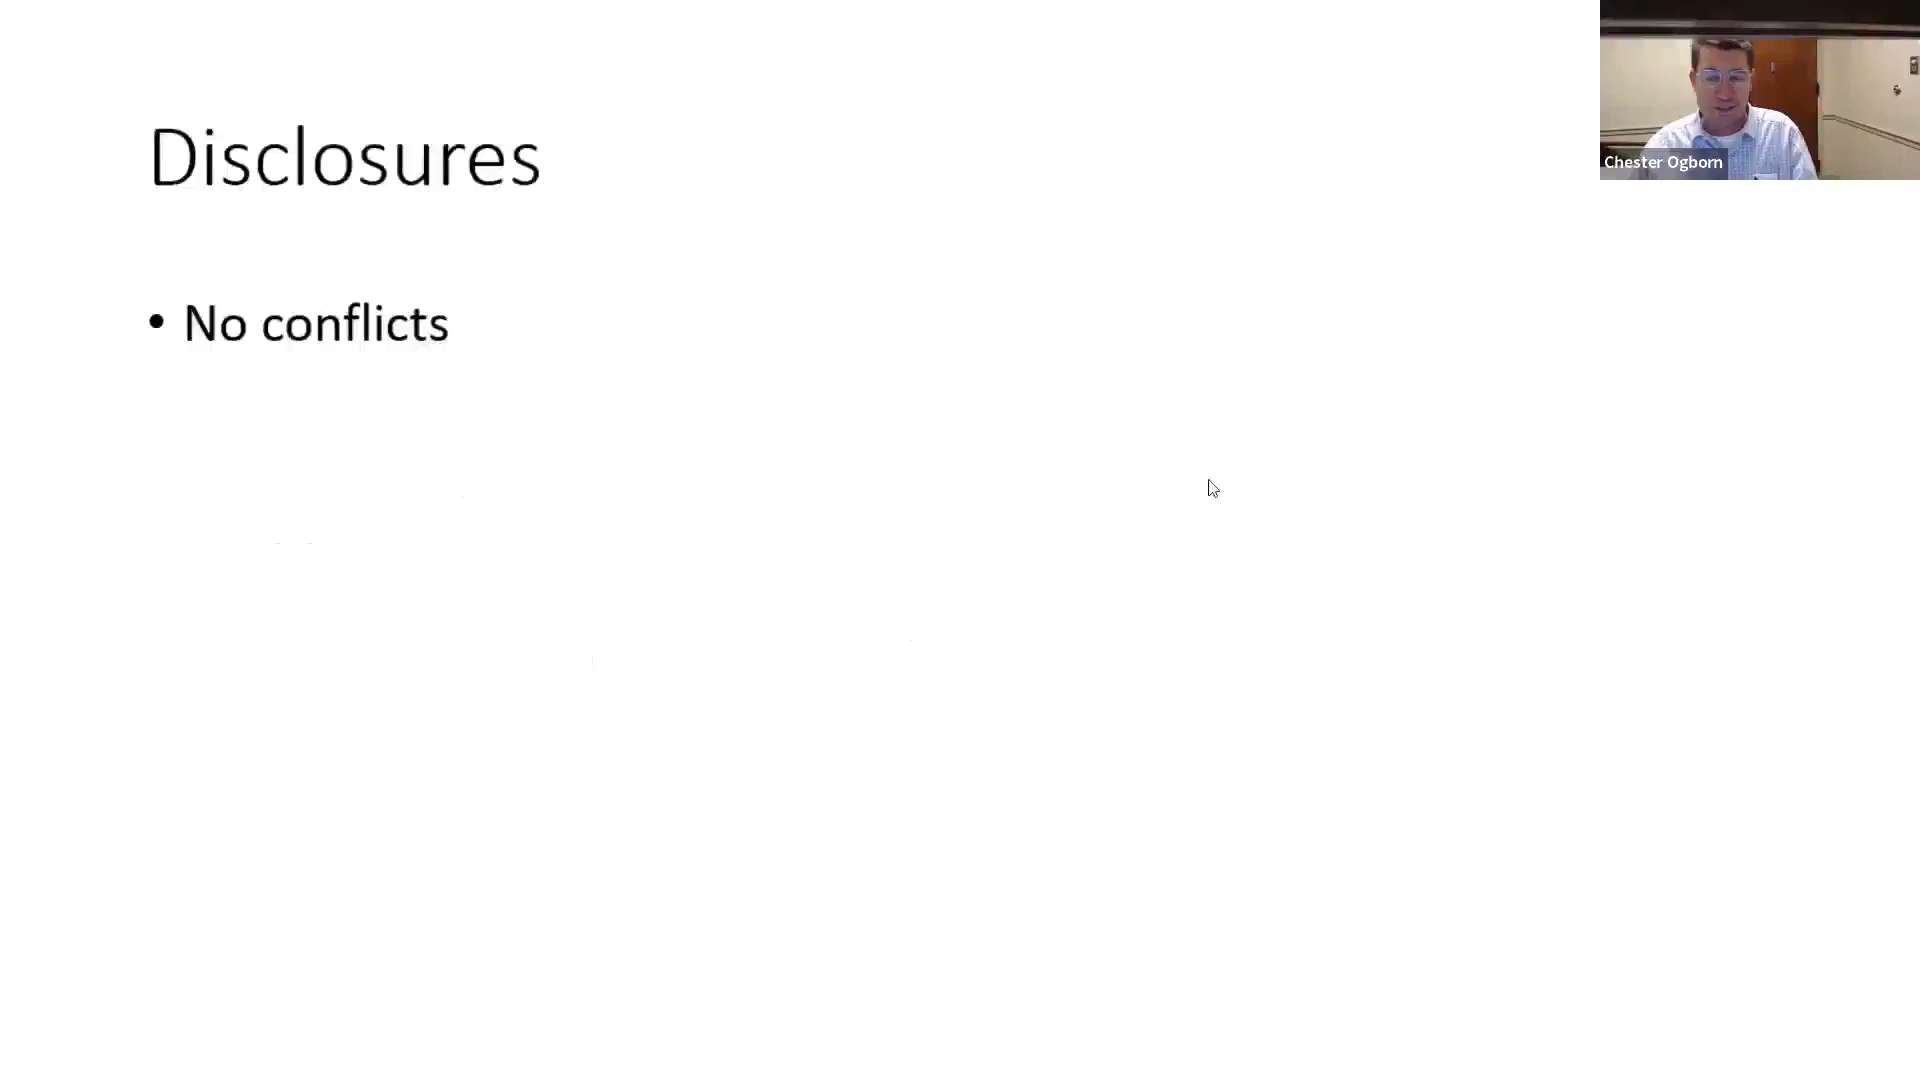 Disclosures
• No conflicts
Chester Ogborn